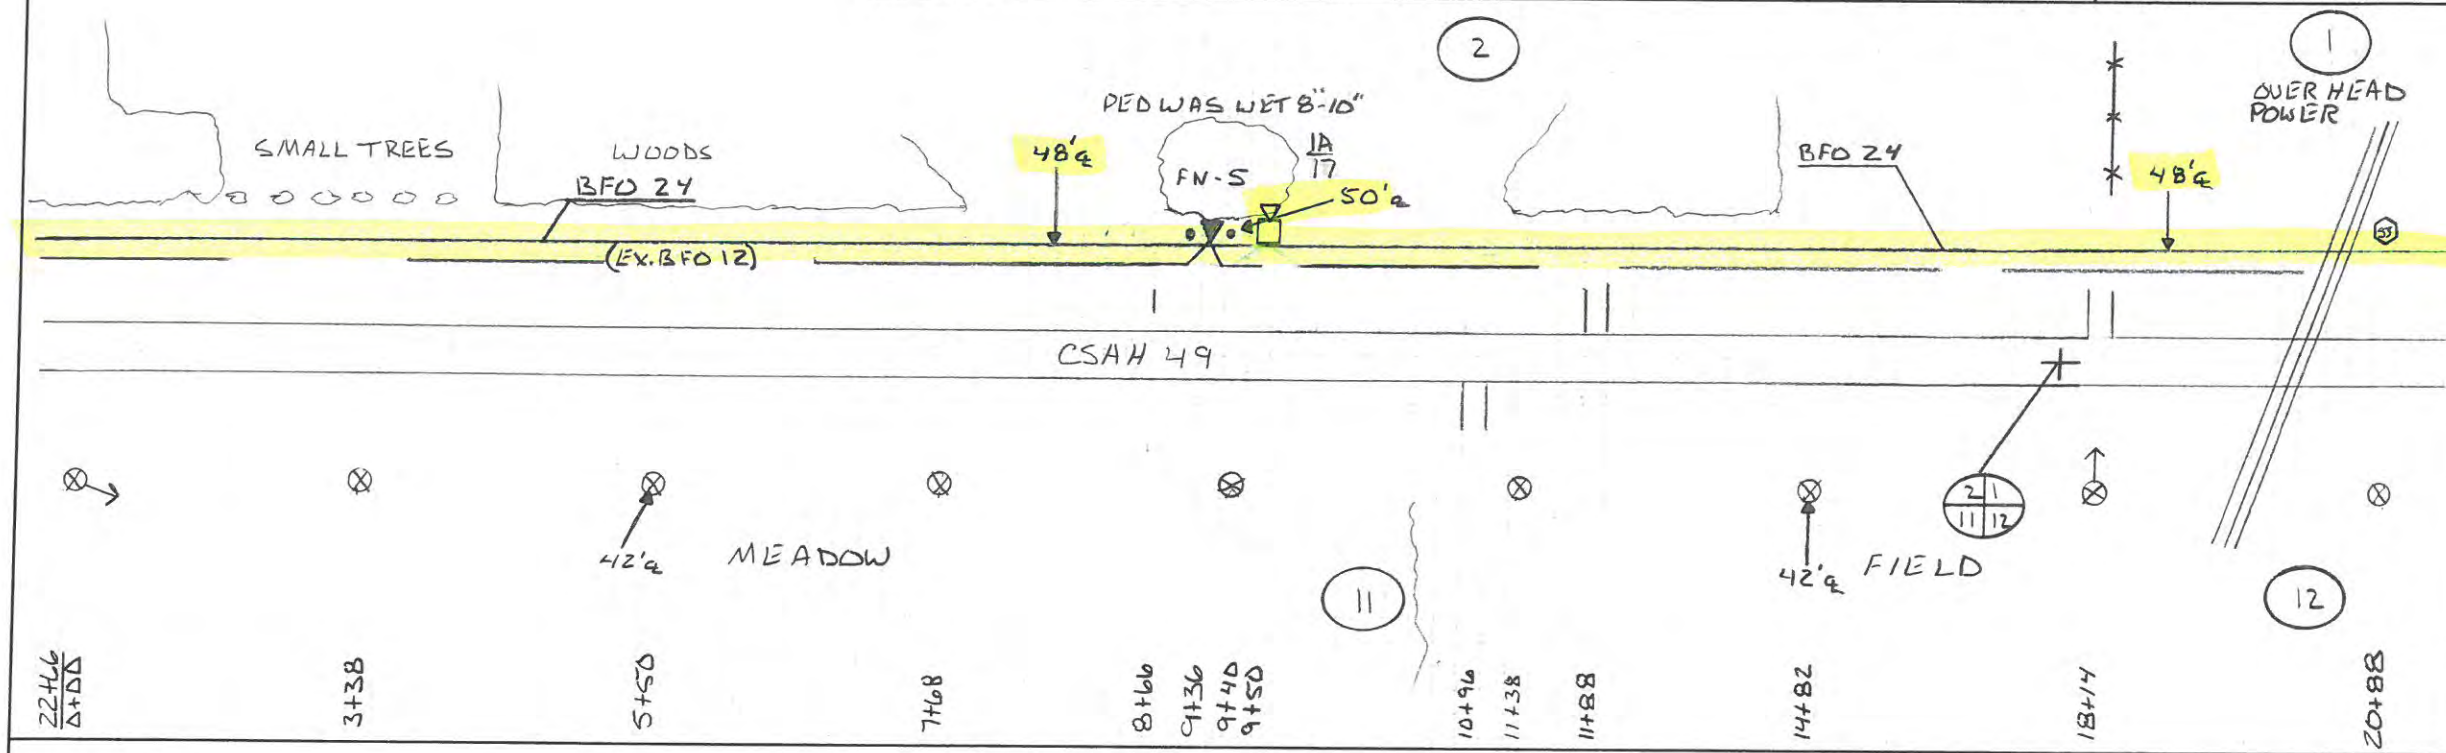 2
1
OVERHEAD
POWER
PED WAS WET 8"-10"
SMALL TREES
WOODS
BFO 24
48'℄
FN-5
1A
17
50'℄
BFO 24
48'℄
(EX. BFO 12)
CSAH 49
2 1
11 12
42'℄
MEADOW
42'℄
FIELD
11
12
22+66
0+00
3+38
5+50
7+68
8+66
9+36
9+40
9+50
10+96
11+38
11+88
14+82
18+14
20+88